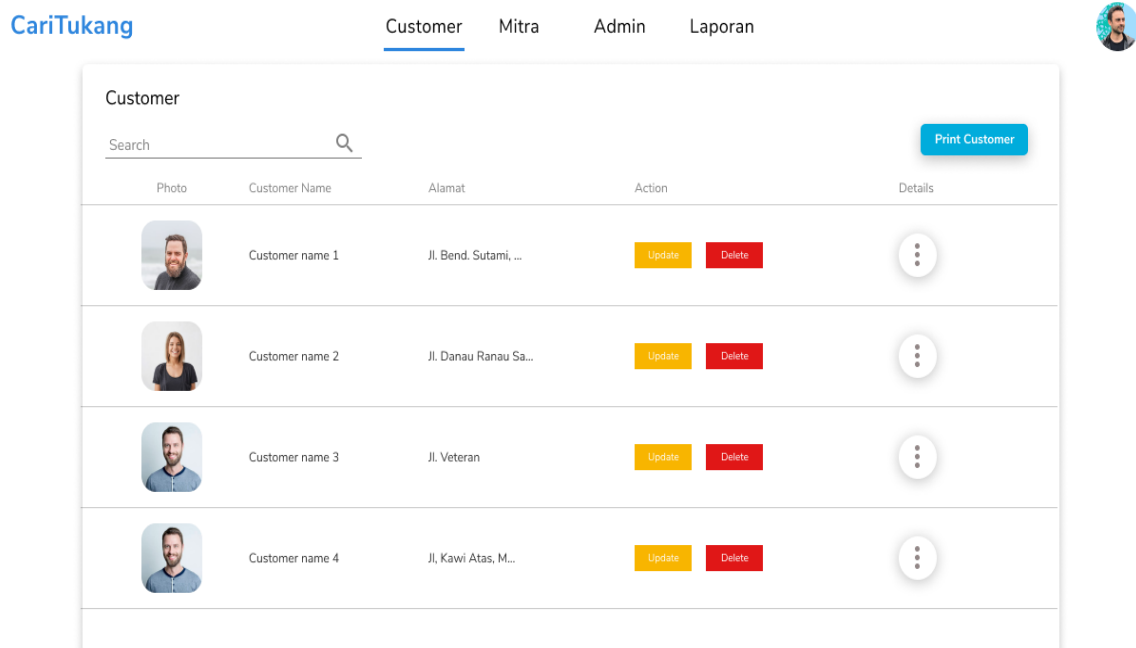 CariTukang Customer Mitra Admin Laporan
Customer
Search Print Customer
Photo Customer Name Alamat Action Details
Customer name 1 Jl. Bend. Sutami, ... Update Delete
Customer name 2 Jl. Danau Ranau Sa... Update Delete
Customer name 3 Jl. Veteran Update Delete
Customer name 4 Jl, Kawi Atas, M... Update Delete